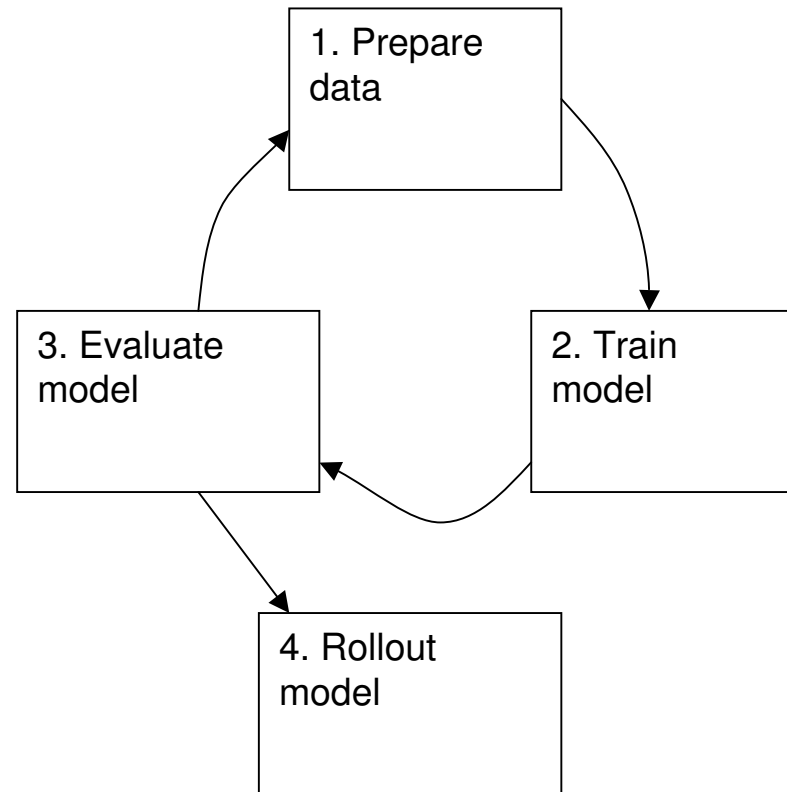 1. Prepare
data
3. Evaluate
model
2. Train
model
4. Rollout
model